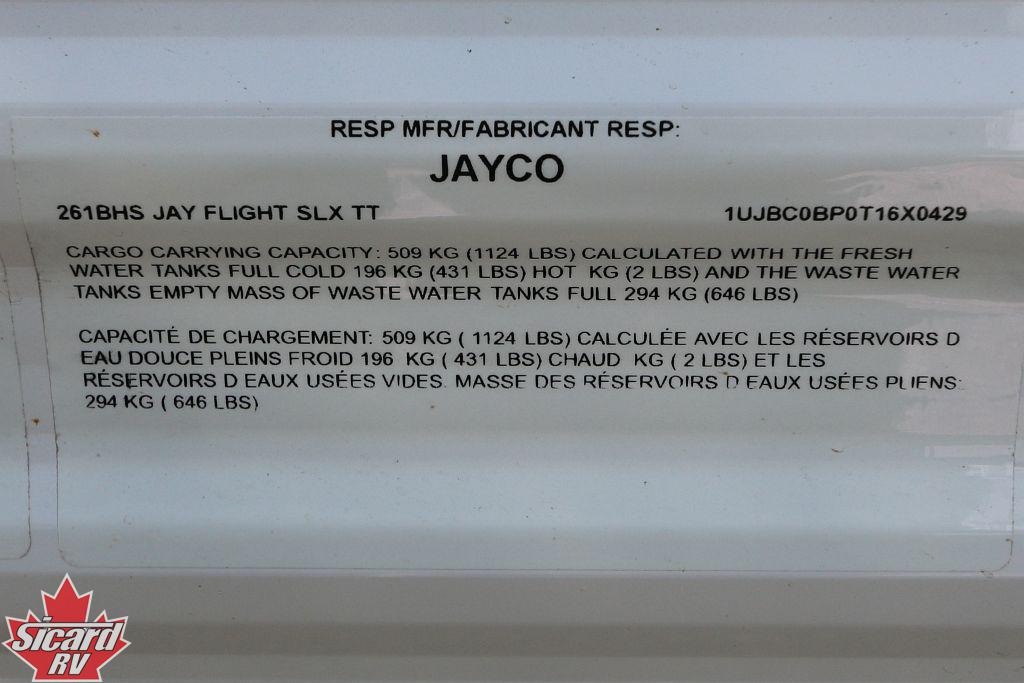 RESP MFR/FABRICANT RESP:
JAYCO
261BHS JAY FLIGHT SLX TT 1UJBC0BP0T16X0429
CARGO CARRYING CAPACITY: 509 KG (1124 LBS) CALCULATED WITH THE FRESH
WATER TANKS FULL COLD 196 KG (431 LBS) HOT KG (2 LBS) AND THE WASTE WATER
TANKS EMPTY MASS OF WASTE WATER TANKS FULL 294 KG (646 LBS)
CAPACITÉ DE CHARGEMENT: 509 KG ( 1124 LBS) CALCULÉE AVEC LES RÉSERVOIRS D
EAU DOUCE PLEINS FROID 196 KG ( 431 LBS) CHAUD KG ( 2 LBS) ET LES
RÉSERVOIRS D EAUX USÉES VIDES. MASSE DES RÉSERVOIRS D EAUX USÉES PLIENS:
294 KG ( 646 LBS)
Sicard
RV